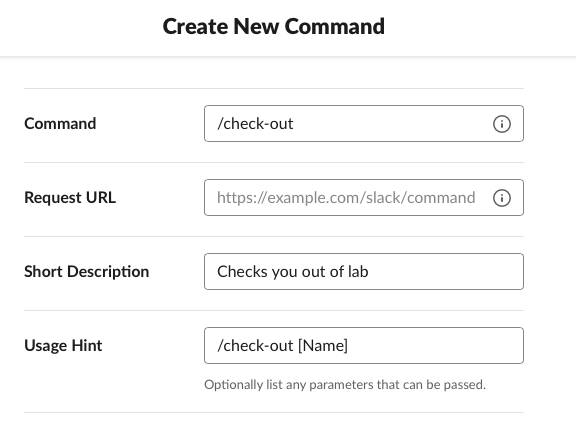 Create New Command
Command
/check-out
Request URL
https://example.com/slack/command
Short Description
Checks you out of lab
Usage Hint
/check-out [Name]
Optionally list any parameters that can be passed.